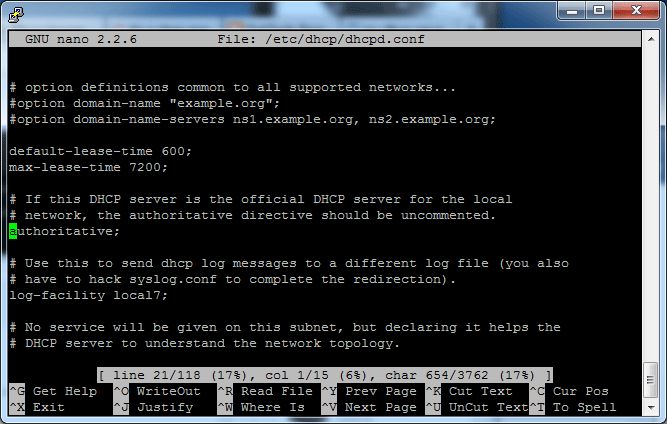 GNU nano 2.2.6 File: /etc/dhcp/dhcpd.conf
# option definitions common to all supported networks...
#option domain-name "example.org";
#option domain-name-servers ns1.example.org, ns2.example.org;
default-lease-time 600;
max-lease-time 7200;
# If this DHCP server is the official DHCP server for the local
# network, the authoritative directive should be uncommented.
authoritative;
# Use this to send dhcp log messages to a different log file (you also
# have to hack syslog.conf to complete the redirection).
log-facility local7;
# No service will be given on this subnet, but declaring it helps the
# DHCP server to understand the network topology.
[ line 21/118 (17%), col 1/15 (6%), char 654/3762 (17%) ]
^G Get Help ^O WriteOut ^R Read File ^Y Prev Page ^K Cut Text ^C Cur Pos
^X Exit ^J Justify ^W Where Is ^V Next Page ^U UnCut Text ^T To Spell